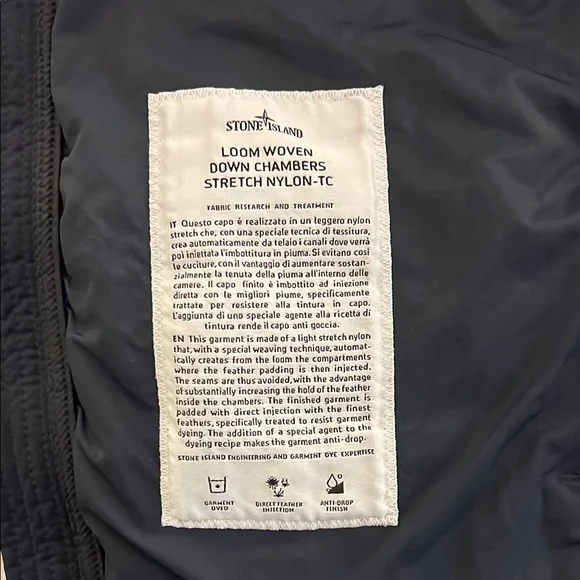 STONE ISLAND
LOOM WOVEN
DOWN CHAMBERS
STRETCH NYLON-TC
FABRIC RESEARCH AND TREATMENT
IT Questo capo è realizzato in un leggero nylon
stretch che, con una speciale tecnica di tessitura,
crea automaticamente da telaio i canali dove verrà
poi iniettata l'imbottitura in piuma. Si evitano così
le cuciture, con il vantaggio di aumentare sostan-
zialmente la tenuta della piuma all'interno delle
camere. Il capo finito è imbottito ad iniezione
diretta con le migliori piume, specificamente
trattate per resistere alla tintura in capo.
L'aggiunta di uno speciale agente alla ricetta di
tintura rende il capo anti goccia.
EN This garment is made of a light stretch nylon
that, with a special weaving technique, automat-
ically creates from the loom the compartments
where the feather padding is then injected.
The seams are thus avoided, with the advantage
of substantially increasing the hold of the feather
inside the chambers. The finished garment is
padded with direct injection with the finest
feathers, specifically treated to resist garment
dyeing. The addition of a special agent to the
dyeing recipe makes the garment anti-drop.
STONE ISLAND ENGINEERING AND GARMENT DYE EXPERTISE
GARMENT
DYED
DIRECT FEATHER
INJECTION
ANTI-DROP
FINISH